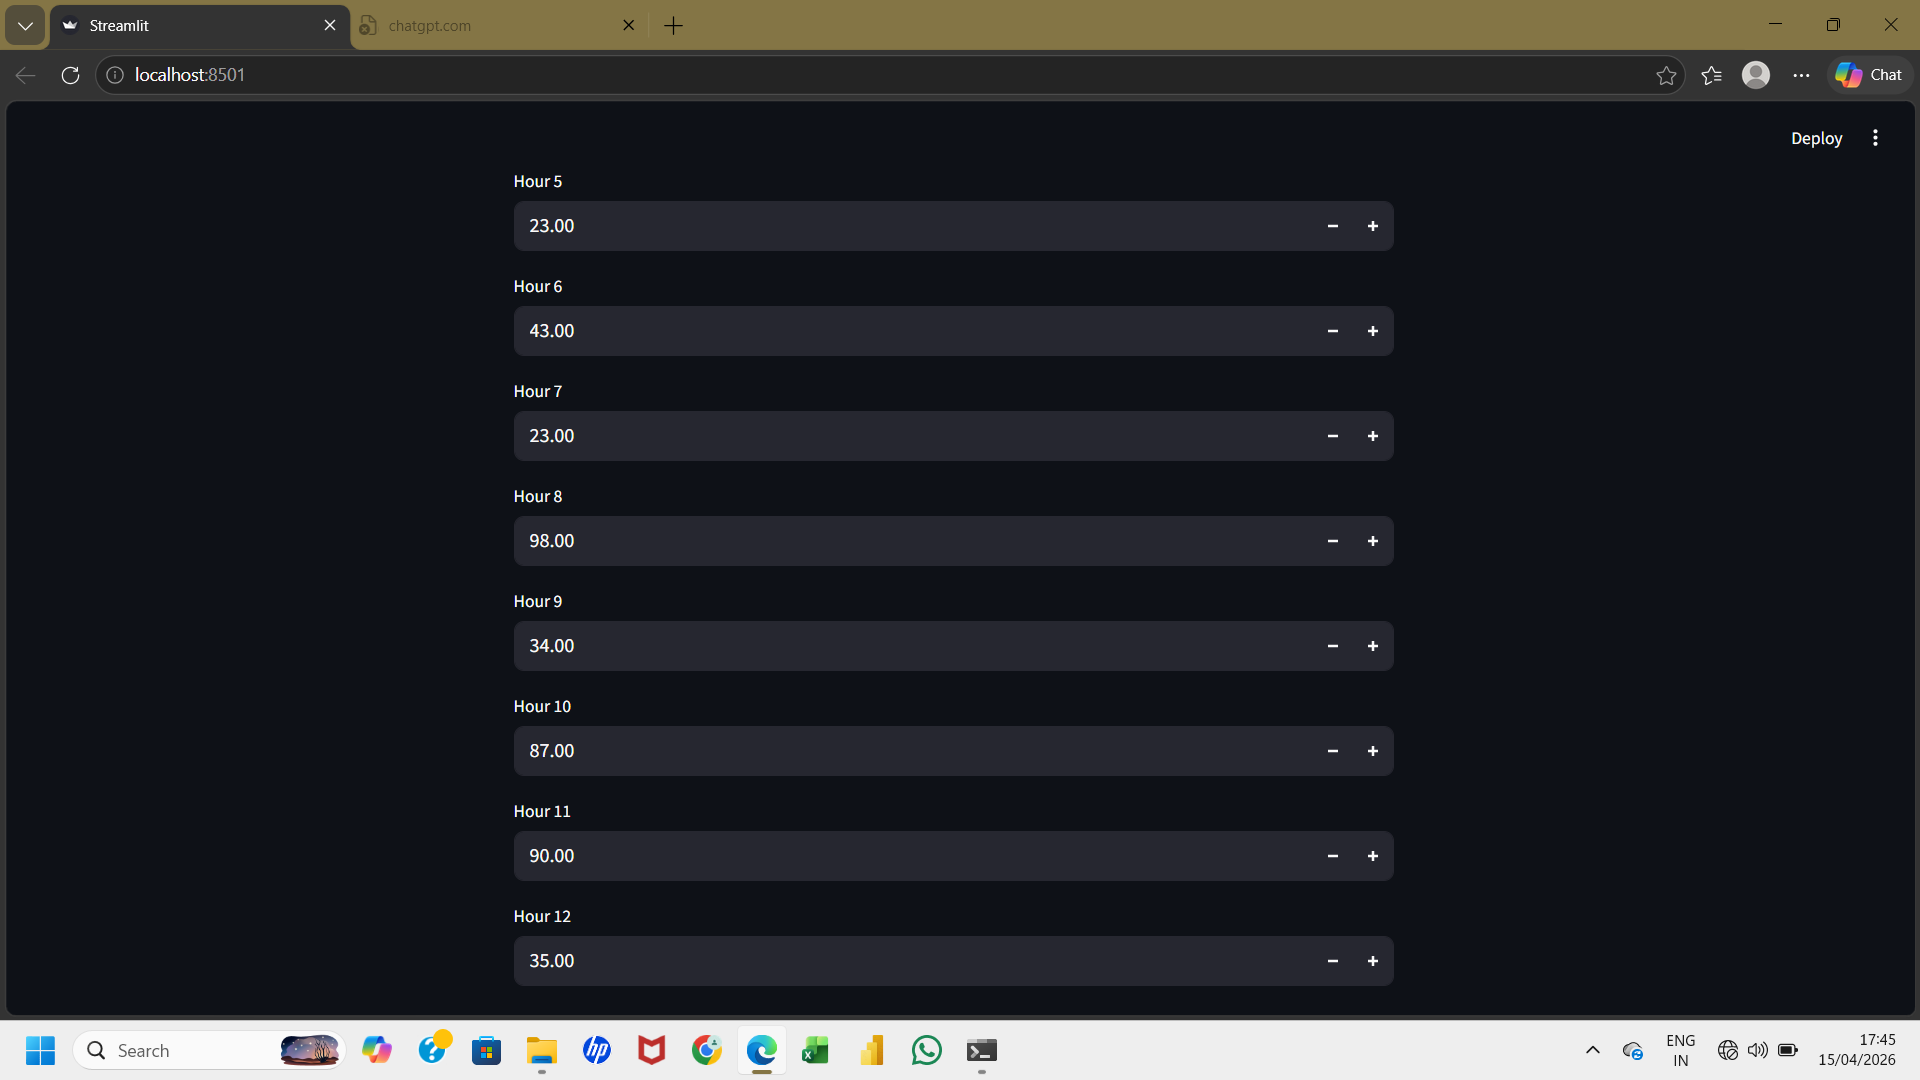 Streamlit
chatgpt.com
localhost:8501
Chat
Deploy
Hour 5
23.00
Hour 6
43.00
Hour 7
23.00
Hour 8
98.00
Hour 9
34.00
Hour 10
87.00
Hour 11
90.00
Hour 12
35.00
Search
hp
ENG
IN
17:45
15/04/2026